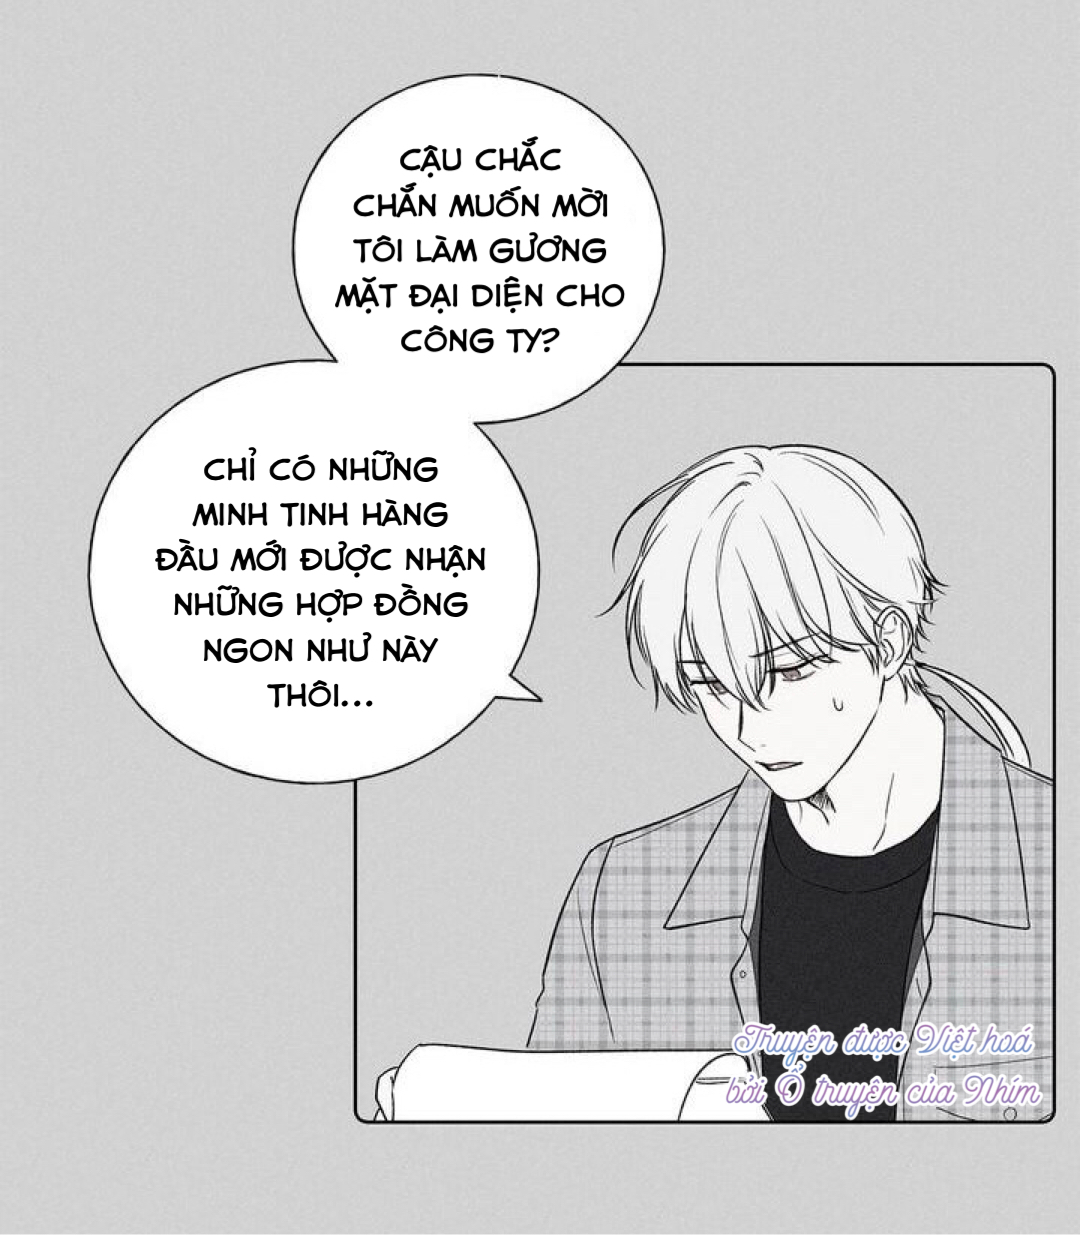 CẬU CHẮC
CHẮN MUỐN MỜI
TÔI LÀM GƯƠNG
MẶT ĐẠI DIỆN CHO
CÔNG TY?
CHỈ CÓ NHỮNG
MINH TINH HÀNG
ĐẦU MỚI ĐƯỢC NHẬN
NHỮNG HỢP ĐỒNG
NGON NHƯ NÀY
THÔI...
Truyện được Việt hoá
bởi Ổ truyện của Nhím